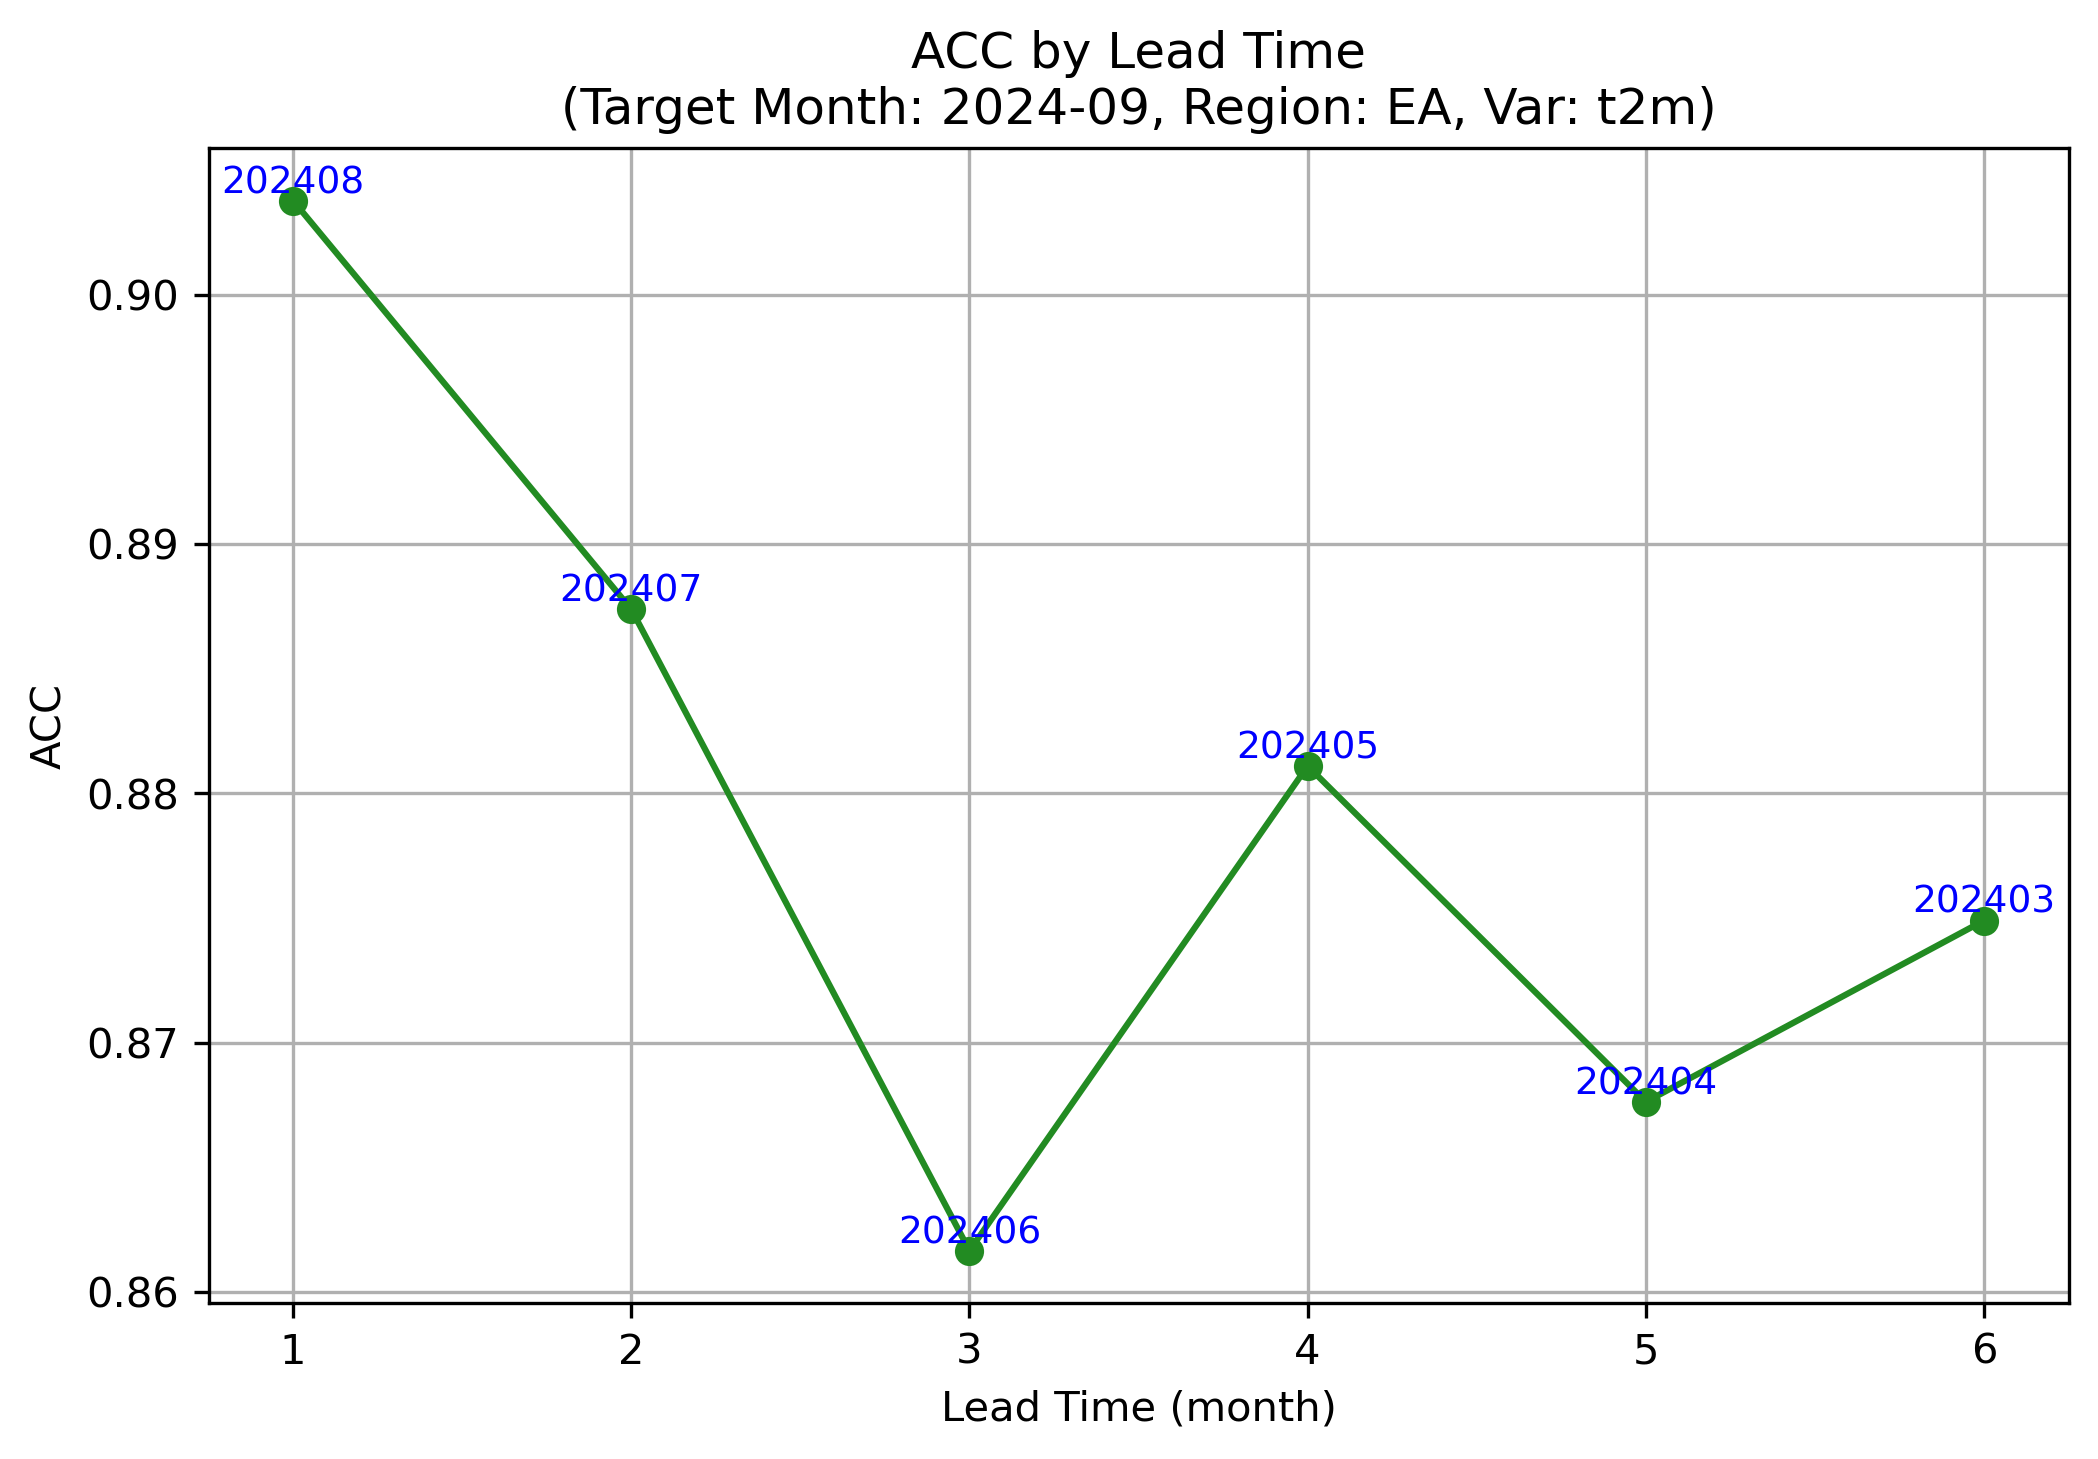 ACC by Lead Time
(Target Month: 2024-09, Region: EA, Var: t2m)
202408
0.90
0.89
202407
ACC
202405
0.88
202403
0.87
202404
202406
0.86
1 2 3 4 5 6
Lead Time (month)